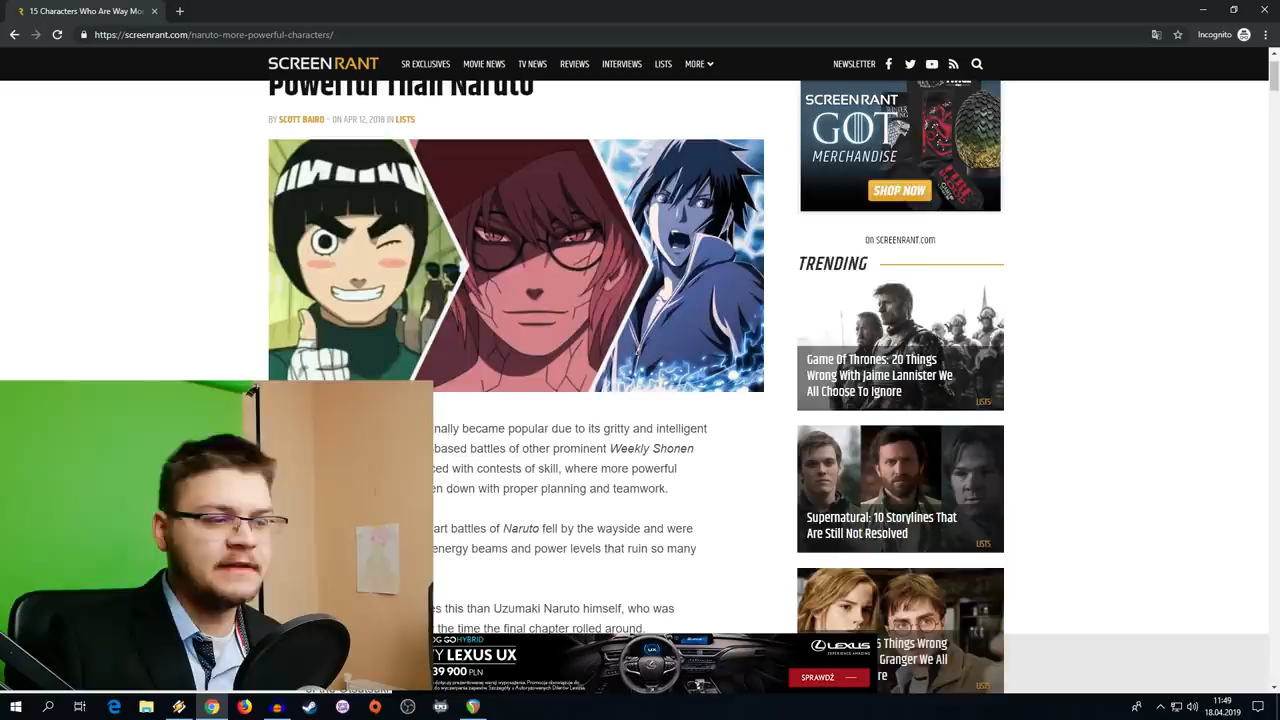 15 Characters Who Are Way Mo
https://screenrant.com/naruto-more-powerful-characters/
Incognito
SCREENRANT
SR EXCLUSIVES
MOVIE NEWS
TV NEWS
REVIEWS
INTERVIEWS
LISTS
MORE
NEWSLETTER
Powerful Than Naruto
BY SCOTT BAIRD – ON APR 12, 2018 IN LISTS
SCREENRANT
GOT
MERCHANDISE
SHOP NOW
On SCREENRANT.com
TRENDING
Game Of Thrones: 20 Things
Wrong With Jaime Lannister We
All Choose To Ignore
LISTS
nally became popular due to its gritty and intelligent
-based battles of other prominent Weekly Shonen
ced with contests of skill, where more powerful
en down with proper planning and teamwork.
Supernatural: 10 Storylines That
Are Still Not Resolved
LISTS
art battles of Naruto fell by the wayside and were
energy beams and power levels that ruin so many
es this than Uzumaki Naruto himself, who was
the time the final chapter rolled around.
5 Things Wrong
Granger We All
re
LISTS
GO HYBRID
Y LEXUS UX
39 900 PLN
LEXUS
EXPERIENCE AMAZING
SPRAWDŹ
11:49
18.04.2019